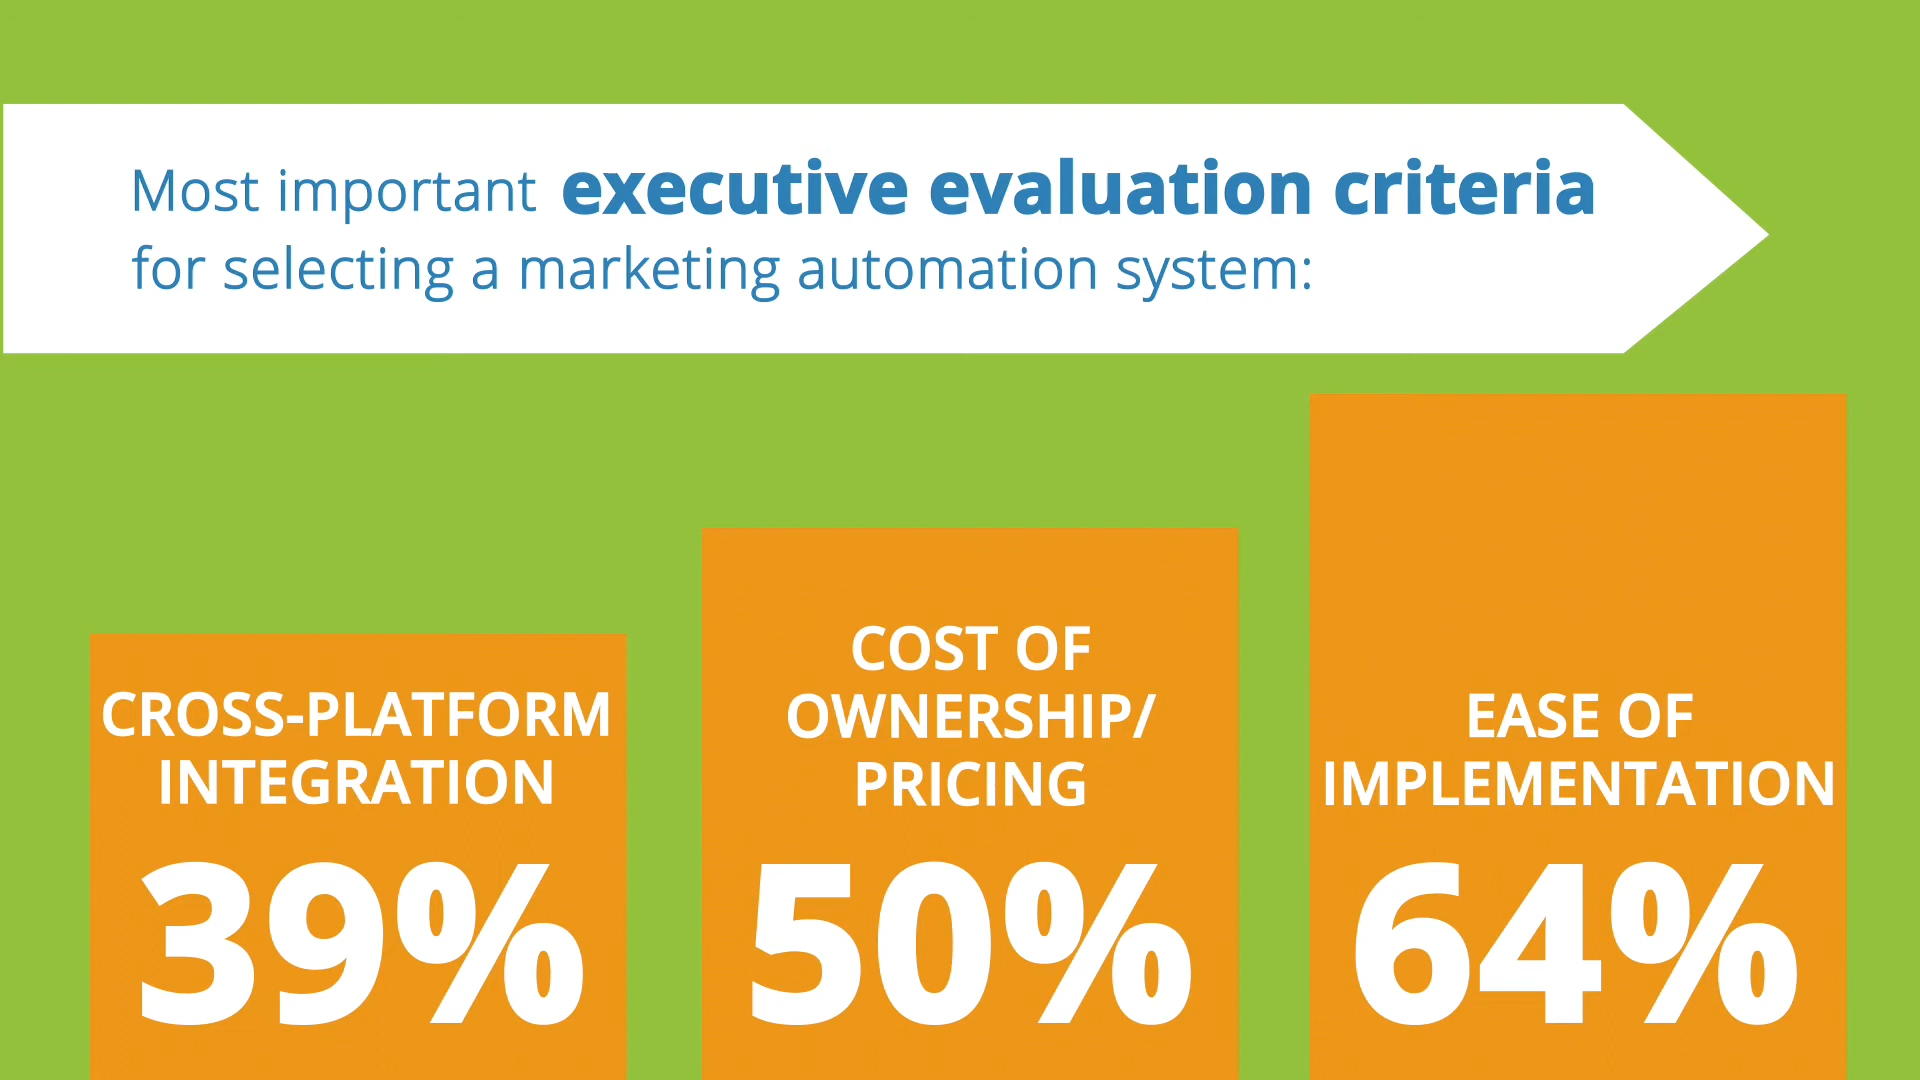 Most important executive evaluation criteria
for selecting a marketing automation system:
CROSS-PLATFORM
INTEGRATION
39%
COST OF
OWNERSHIP/
PRICING
50%
EASE OF
IMPLEMENTATION
64%